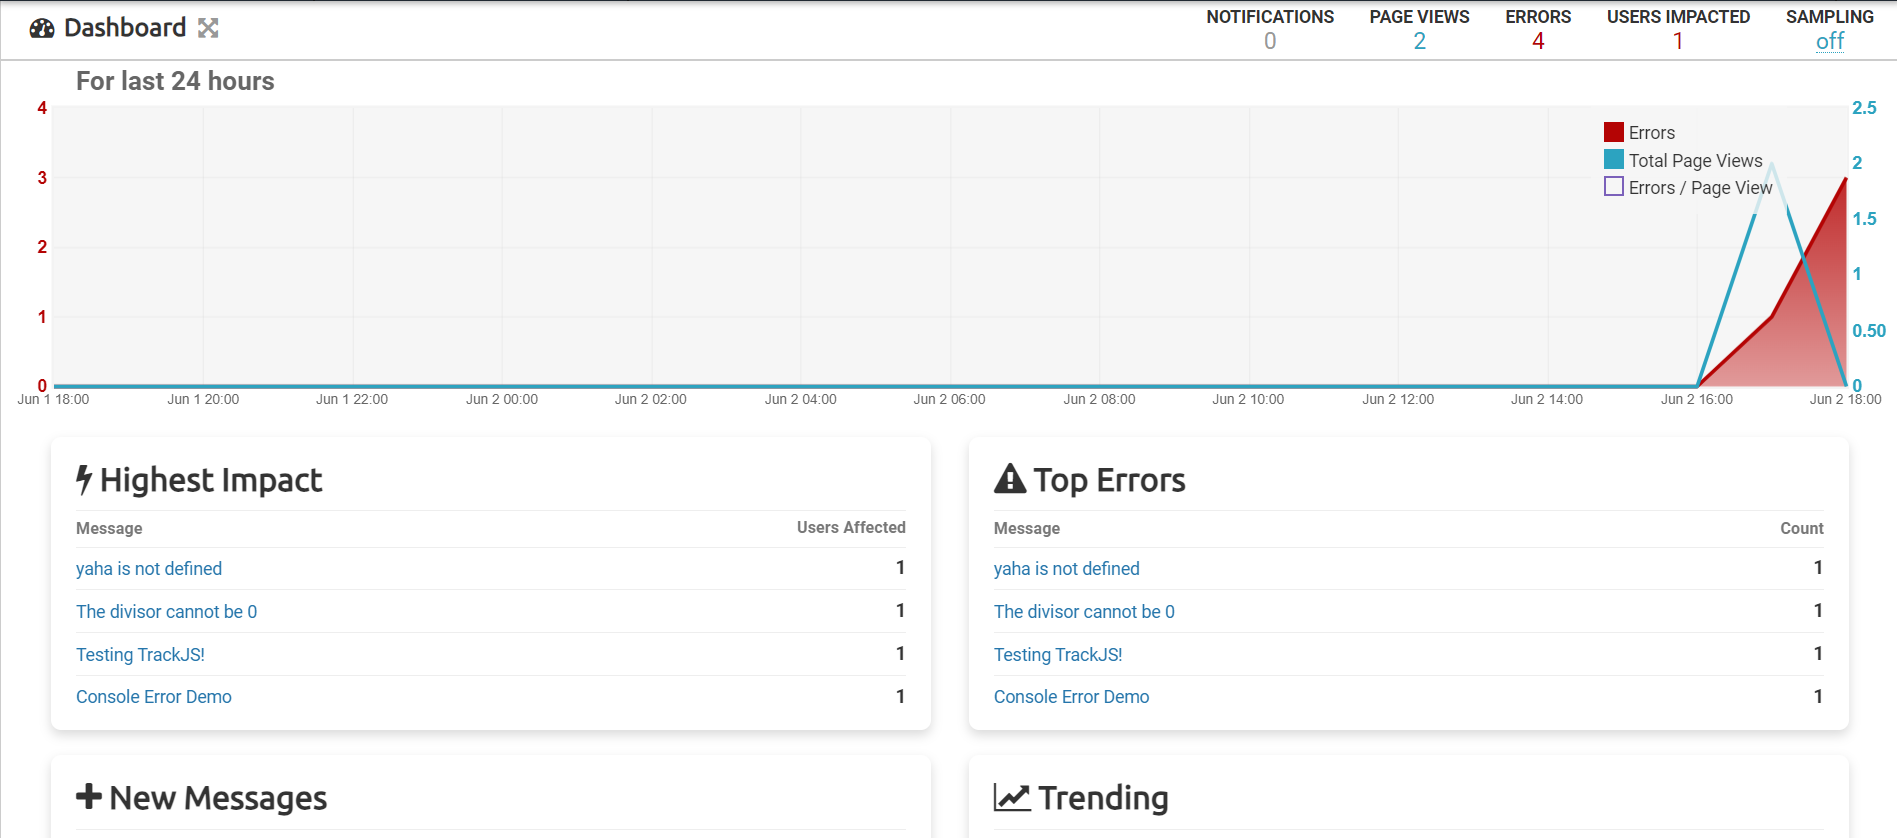 Dashboard
NOTIFICATIONS PAGE VIEWS ERRORS USERS IMPACTED SAMPLING
0 2 4 1 off
For last 24 hours
4 2.5
Errors
Total Page Views
3 2
Errors / Page View
1.5
2
1
1
0.50
0 0
Jun 1 18:00 Jun 1 20:00 Jun 1 22:00 Jun 2 00:00 Jun 2 02:00 Jun 2 04:00 Jun 2 06:00 Jun 2 08:00 Jun 2 10:00 Jun 2 12:00 Jun 2 14:00 Jun 2 16:00 Jun 2 18:00
Highest Impact
Message Users Affected
yaha is not defined 1
The divisor cannot be 0 1
Testing TrackJS! 1
Console Error Demo 1
Top Errors
Message Count
yaha is not defined 1
The divisor cannot be 0 1
Testing TrackJS! 1
Console Error Demo 1
New Messages
Trending